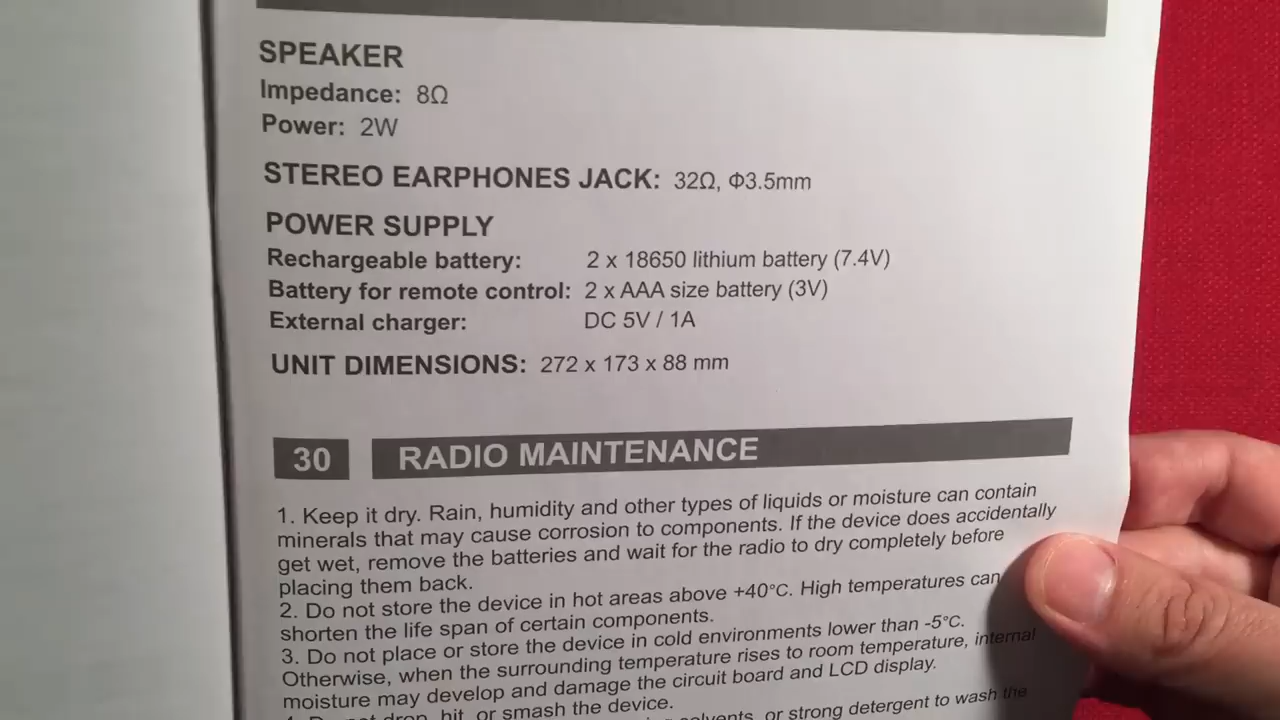 SPEAKER
Impedance: 8Ω
Power: 2W
STEREO EARPHONES JACK: 32Ω, Φ3.5mm
POWER SUPPLY
Rechargeable battery: 2 x 18650 lithium battery (7.4V)
Battery for remote control: 2 x AAA size battery (3V)
External charger: DC 5V / 1A
UNIT DIMENSIONS: 272 x 173 x 88 mm
30 RADIO MAINTENANCE
1. Keep it dry. Rain, humidity and other types of liquids or moisture can contain
minerals that may cause corrosion to components. If the device does accidentally
get wet, remove the batteries and wait for the radio to dry completely before
placing them back.
2. Do not store the device in hot areas above +40°C. High temperatures can
shorten the life span of certain components.
3. Do not place or store the device in cold environments lower than -5°C.
Otherwise, when the surrounding temperature rises to room temperature, internal
moisture may develop and damage the circuit board and LCD display.
4. Do not drop, hit, or smash the device.
solvents, or strong detergent to wash the